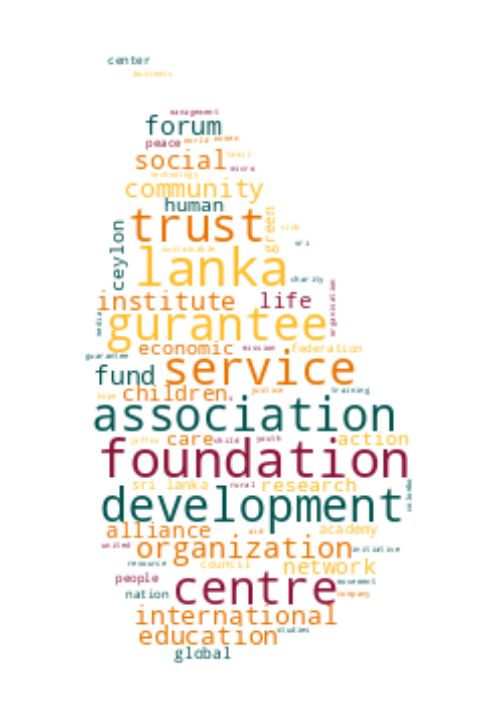 center
business
management
forum
peace world women
social tamil
micro
technology
community
human
trust
green
club
ceylon
sri
sustainable
lanka
charity
institute life
organisation
media
gurantee
economic mission federation
guarantee
service
fund
children justice training
hope
association
jaffna care child youth action
foundation
sri lanka rural research
colombo
development
alliance aid academy
united organization initiative
resource council network
people centre movement
nation company
international
education studies
global